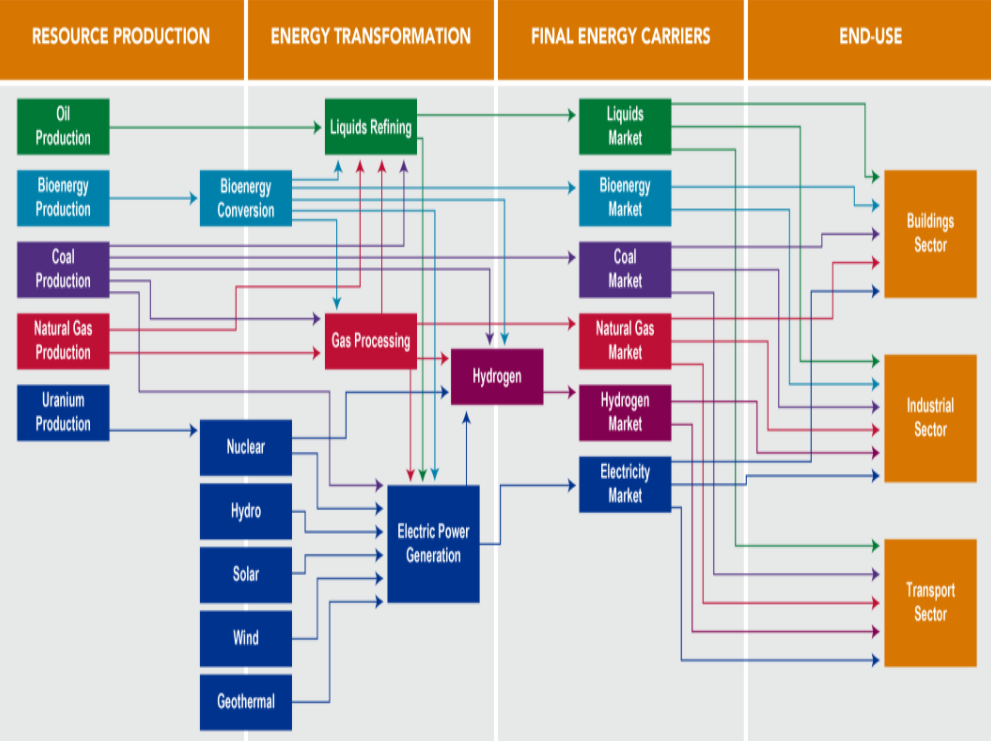 RESOURCE PRODUCTION
ENERGY TRANSFORMATION
FINAL ENERGY CARRIERS
END-USE
Oil
Production
Bioenergy
Production
Coal
Production
Natural Gas
Production
Uranium
Production
Liquids Refining
Bioenergy
Conversion
Gas Processing
Hydrogen
Nuclear
Hydro
Solar
Wind
Geothermal
Electric Power
Generation
Liquids
Market
Bioenergy
Market
Coal
Market
Natural Gas
Market
Hydrogen
Market
Electricity
Market
Buildings
Sector
Industrial
Sector
Transport
Sector